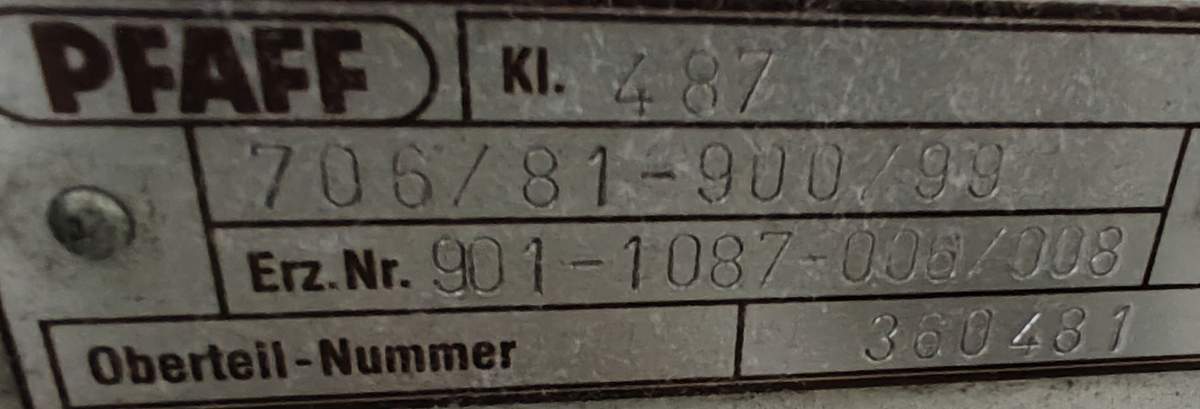 PFAFF Kl. 487
706/81-900/99
Erz. Nr. 901-1087-006/008
Oberteil-Nummer 360481